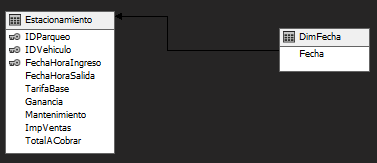 Estacionamiento
IDParqueo
IDVehiculo
FechaHoraIngreso
FechaHoraSalida
TarifaBase
Ganancia
Mantenimiento
ImpVentas
TotalACobrar
DimFecha
Fecha